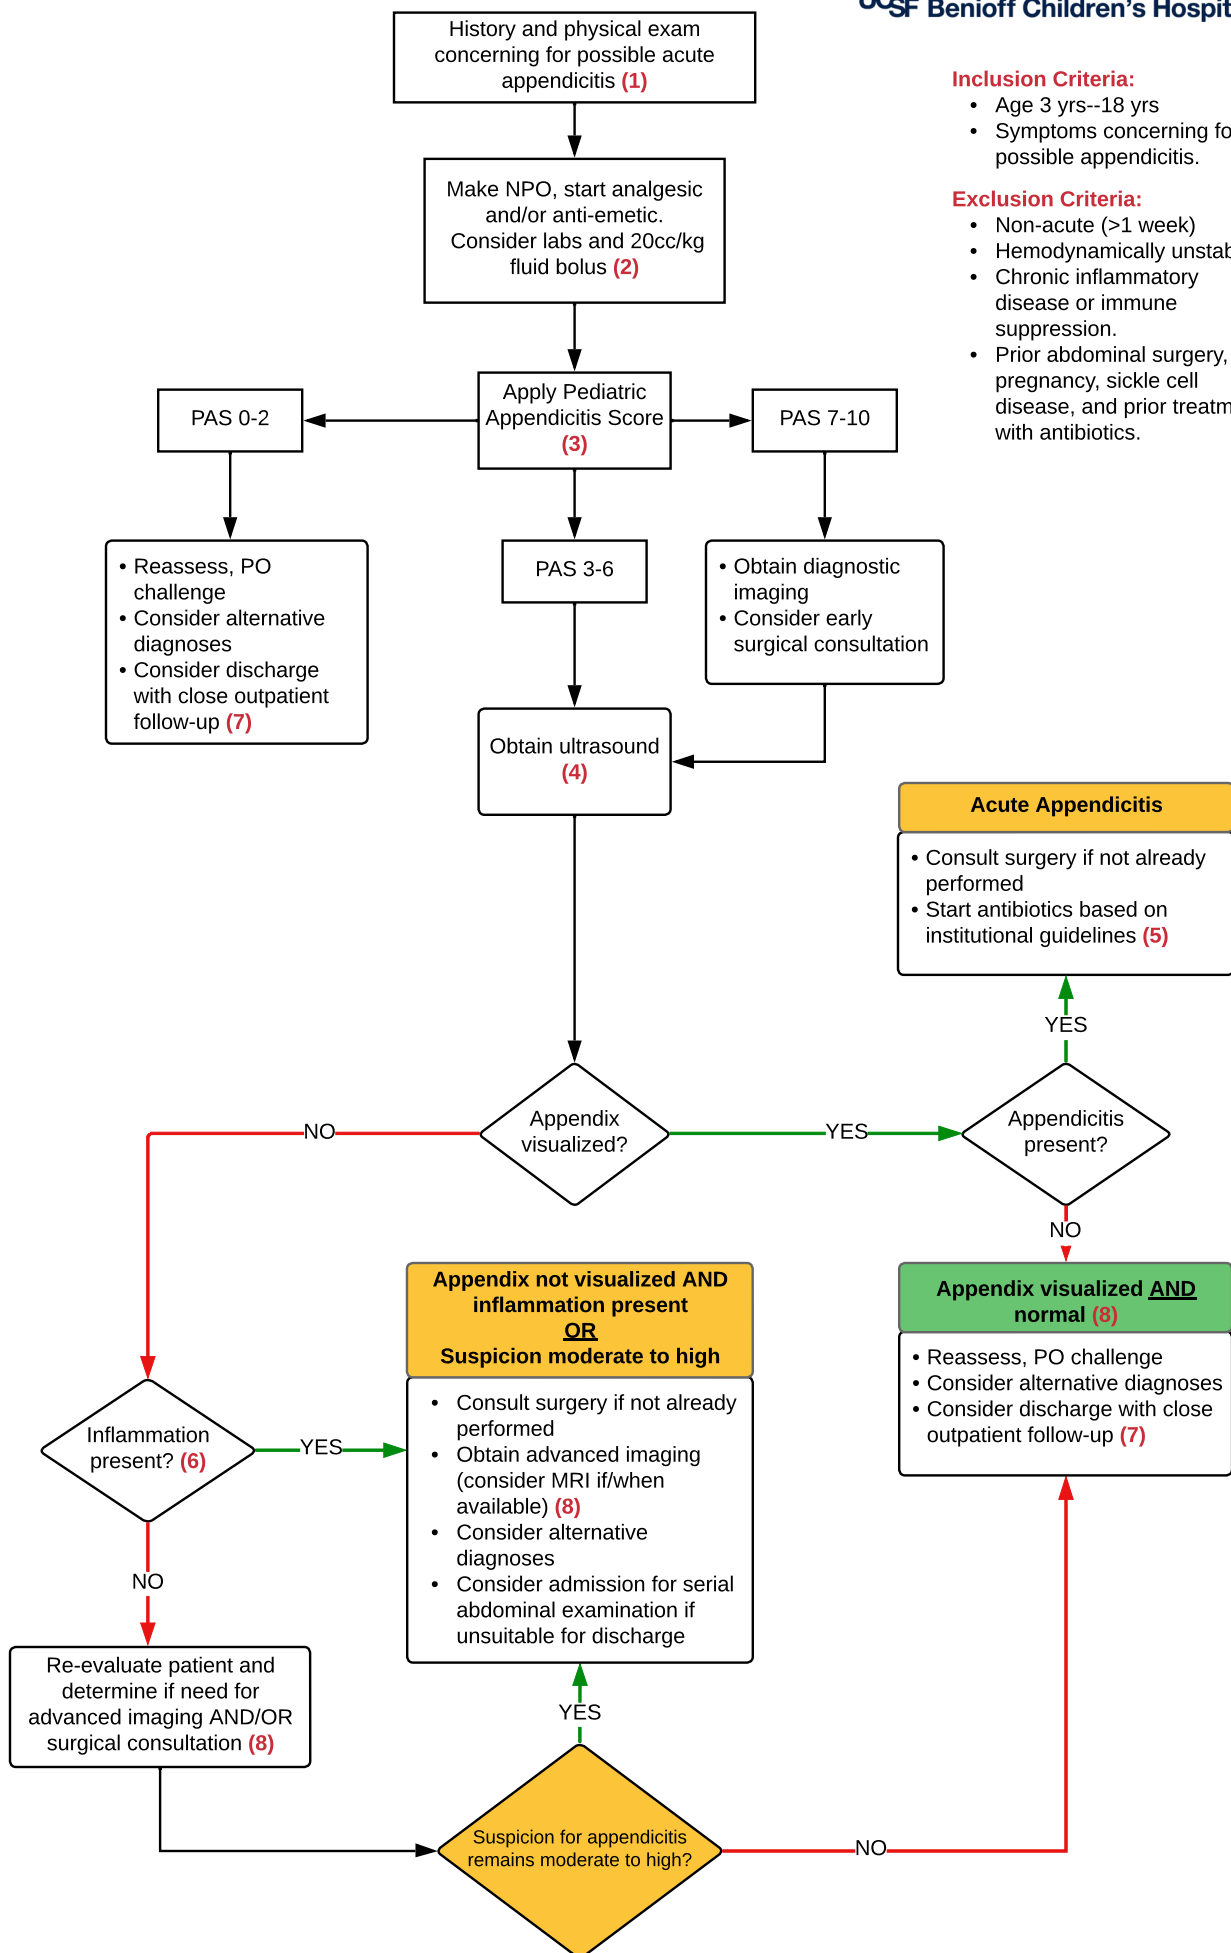 UCSF Benioff Children's
History and physical exam
concerning for possible acute
appendicitis (1)
Inclusion Criteria:
• Age 3 yrs--18 yrs
• Symptoms concerning
possible appendicitis.
Exclusion Criteria:
• Non-acute (>1 week)
• Hemodynamically
• Chronic inflammatory
disease or immune
suppression.
• Prior abdominal surgery,
pregnancy, sickle cell
disease, and prior
with antibiotics.
Make NPO, start analgesic
and/or anti-emetic.
Consider labs and 20cc/kg
fluid bolus (2)
Apply Pediatric
Appendicitis Score
(3)
PAS 0-2
PAS 7-10
PAS 3-6
• Reassess, PO
challenge
• Consider alternative
diagnoses
• Consider discharge
with close outpatient
follow-up (7)
• Obtain diagnostic
imaging
• Consider early
surgical consultation
Obtain ultrasound
(4)
Acute Appendicitis
• Consult surgery if not already
performed
• Start antibiotics based on
institutional guidelines (5)
YES
Appendix
visualized?
NO
YES
Appendicitis
present?
NO
Appendix visualized AND
normal (8)
• Reassess, PO challenge
• Consider alternative diagnoses
• Consider discharge with close
outpatient follow-up (7)
Appendix not visualized AND
inflammation present
OR
Suspicion moderate to high
• Consult surgery if not already
performed
• Obtain advanced imaging
(consider MRI if/when
available) (8)
• Consider alternative
diagnoses
• Consider admission for serial
abdominal examination if
unsuitable for discharge
Inflammation
present? (6)
YES
NO
Re-evaluate patient and
determine if need for
advanced imaging AND/OR
surgical consultation (8)
YES
Suspicion for appendicitis
remains moderate to high?
NO